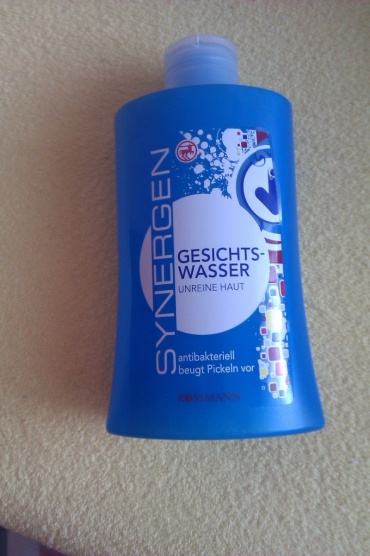 SYNERGEN
GESICHTS-
WASSER
UNREINE HAUT
antibakteriell
beugt Pickeln vor
ROSSMANN